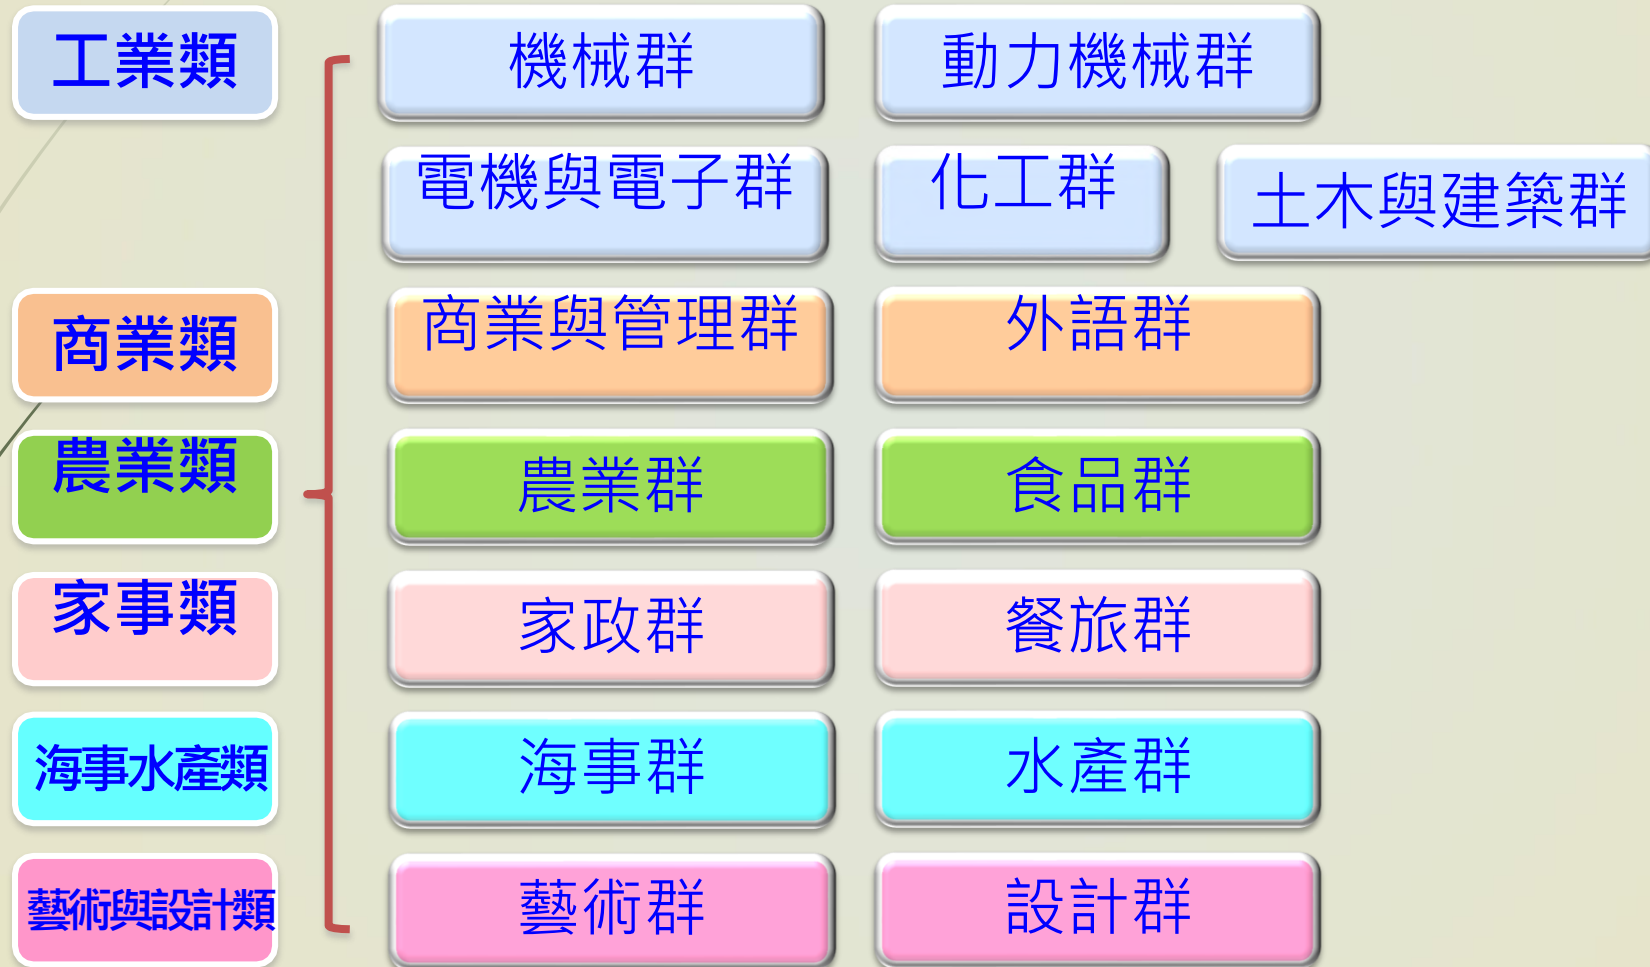 工業類 機械群 動力機械群
電機與電子群 化工群 土木與建築群
商業類 商業與管理群 外語群
農業類 農業群 食品群
家事類 家政群 餐旅群
海事水產類 海事群 水產群
藝術與設計類 藝術群 設計群